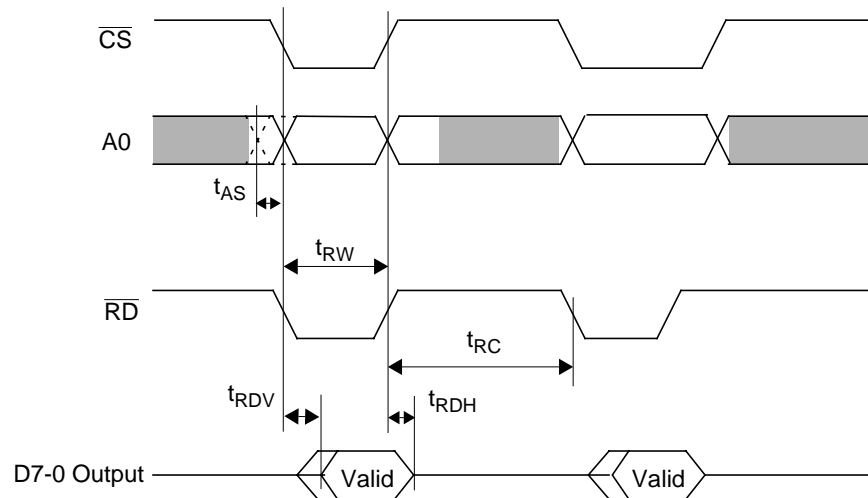 CS
A0
tAS
tRW
RD
tRC
tRDV
tRDH
D7-0 Output
Valid
Valid